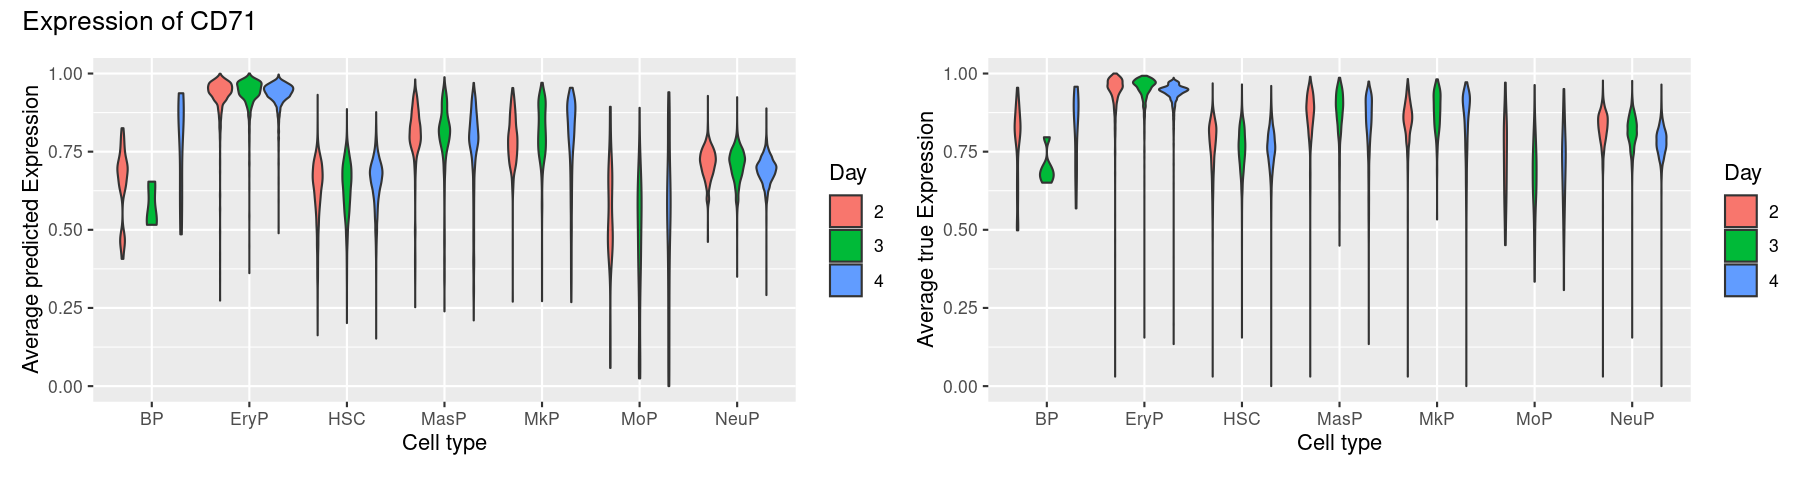 Expression of CD71
Average predicted Expression
1.00
0.75
0.50
0.25
0.00
BP EryP HSC MasP MkP MoP NeuP
Cell type
Day
2
3
4
Average true Expression
1.00
0.75
0.50
0.25
0.00
BP EryP HSC MasP MkP MoP NeuP
Cell type
Day
2
3
4